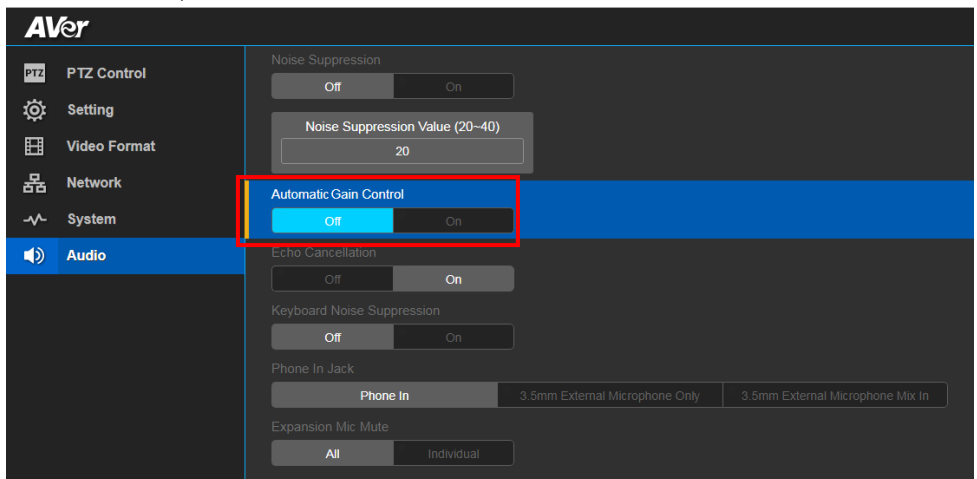 AVer
PTZ PTZ Control
Setting
Video Format
Network
System
Audio
Noise Suppression
Off On
Noise Suppression Value (20~40)
20
Automatic Gain Control
Off On
Echo Cancellation
Off On
Keyboard Noise Suppression
Off On
Phone In Jack
Phone In 3.5mm External Microphone Only 3.5mm External Microphone Mix In
Expansion Mic Mute
All Individual